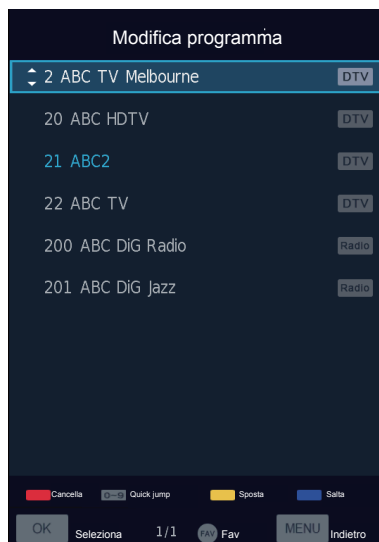 Modifica programma
2 ABC TV Melbourne DTV
20 ABC HDTV DTV
21 ABC2 DTV
22 ABC TV DTV
200 ABC DiG Radio Radio
201 ABC DiG Jazz Radio
Cancella 0-9 Quick jump Sposta Salta
OK Seleziona 1/1 FAV Fav MENU Indietro